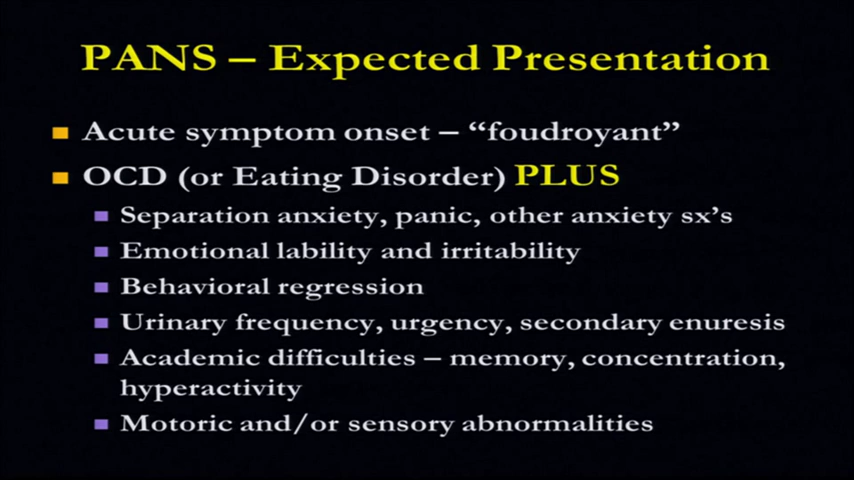 PANS – Expected Presentation
Acute symptom onset – “foudroyant”
OCD (or Eating Disorder) PLUS
Separation anxiety, panic, other anxiety sx’s
Emotional lability and irritability
Behavioral regression
Urinary frequency, urgency, secondary enuresis
Academic difficulties – memory, concentration,
hyperactivity
Motoric and/or sensory abnormalities